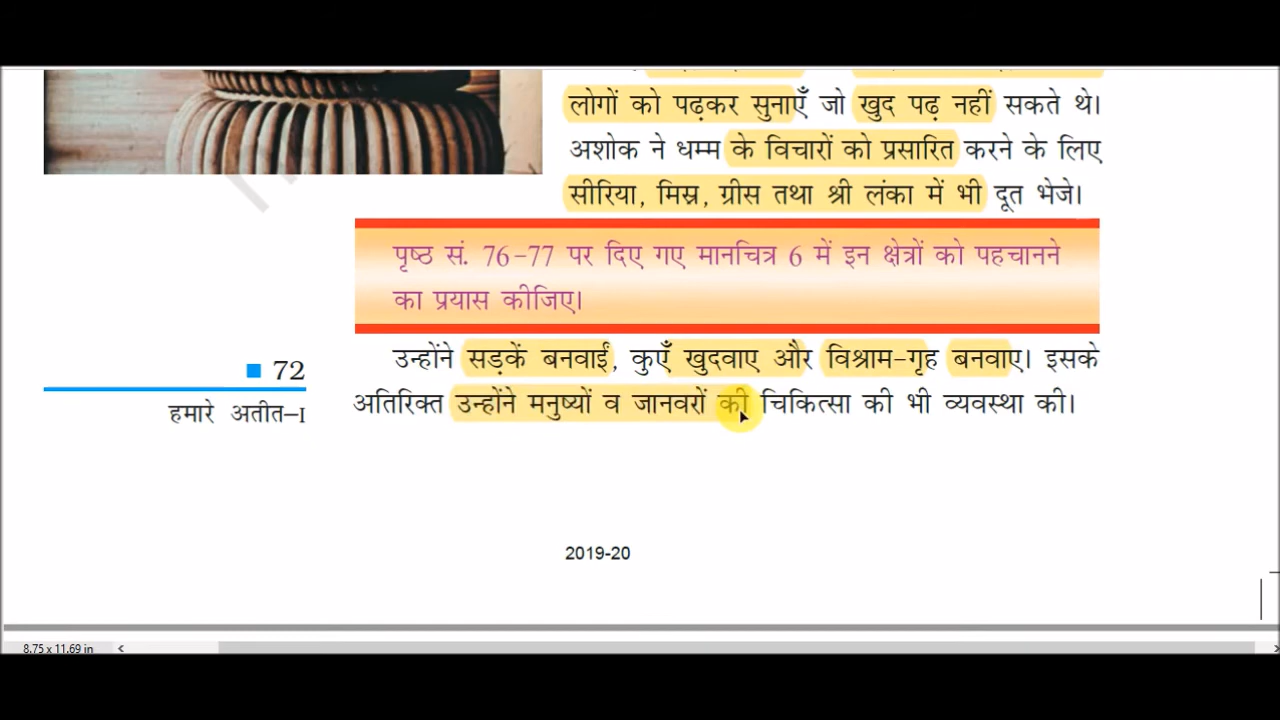 लोगों को पढ़कर सुनाएँ जो खुद पढ़ नहीं सकते थे।
अशोक ने धम्म के विचारों को प्रसारित करने के लिए
सीरिया, मिस्र, ग्रीस तथा श्री लंका में भी दूत भेजे।
पृष्ठ सं. 76-77 पर दिए गए मानचित्र 6 में इन क्षेत्रों को पहचानने
का प्रयास कीजिए।
उन्होंने सड़कें बनवाईं, कुएँ खुदवाए और विश्राम-गृह बनवाए। इसके
अतिरिक्त उन्होंने मनुष्यों व जानवरों की चिकित्सा की भी व्यवस्था की।
■ 72
हमारे अतीत–I
2019-20
8.75 x 11.69 in